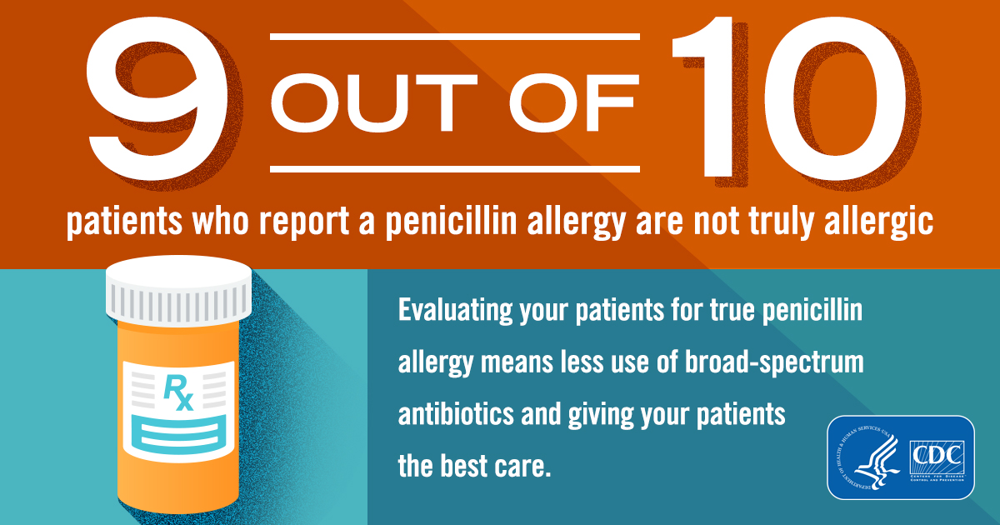 9 OUT OF 10
patients who report a penicillin allergy are not truly allergic
Evaluating your patients for true penicillin
allergy means less use of broad-spectrum
antibiotics and giving your patients
the best care.
Rx
DEPARTMENT OF HEALTH & HUMAN SERVICES · USA
CDC
CENTERS FOR DISEASE
CONTROL AND PREVENTION